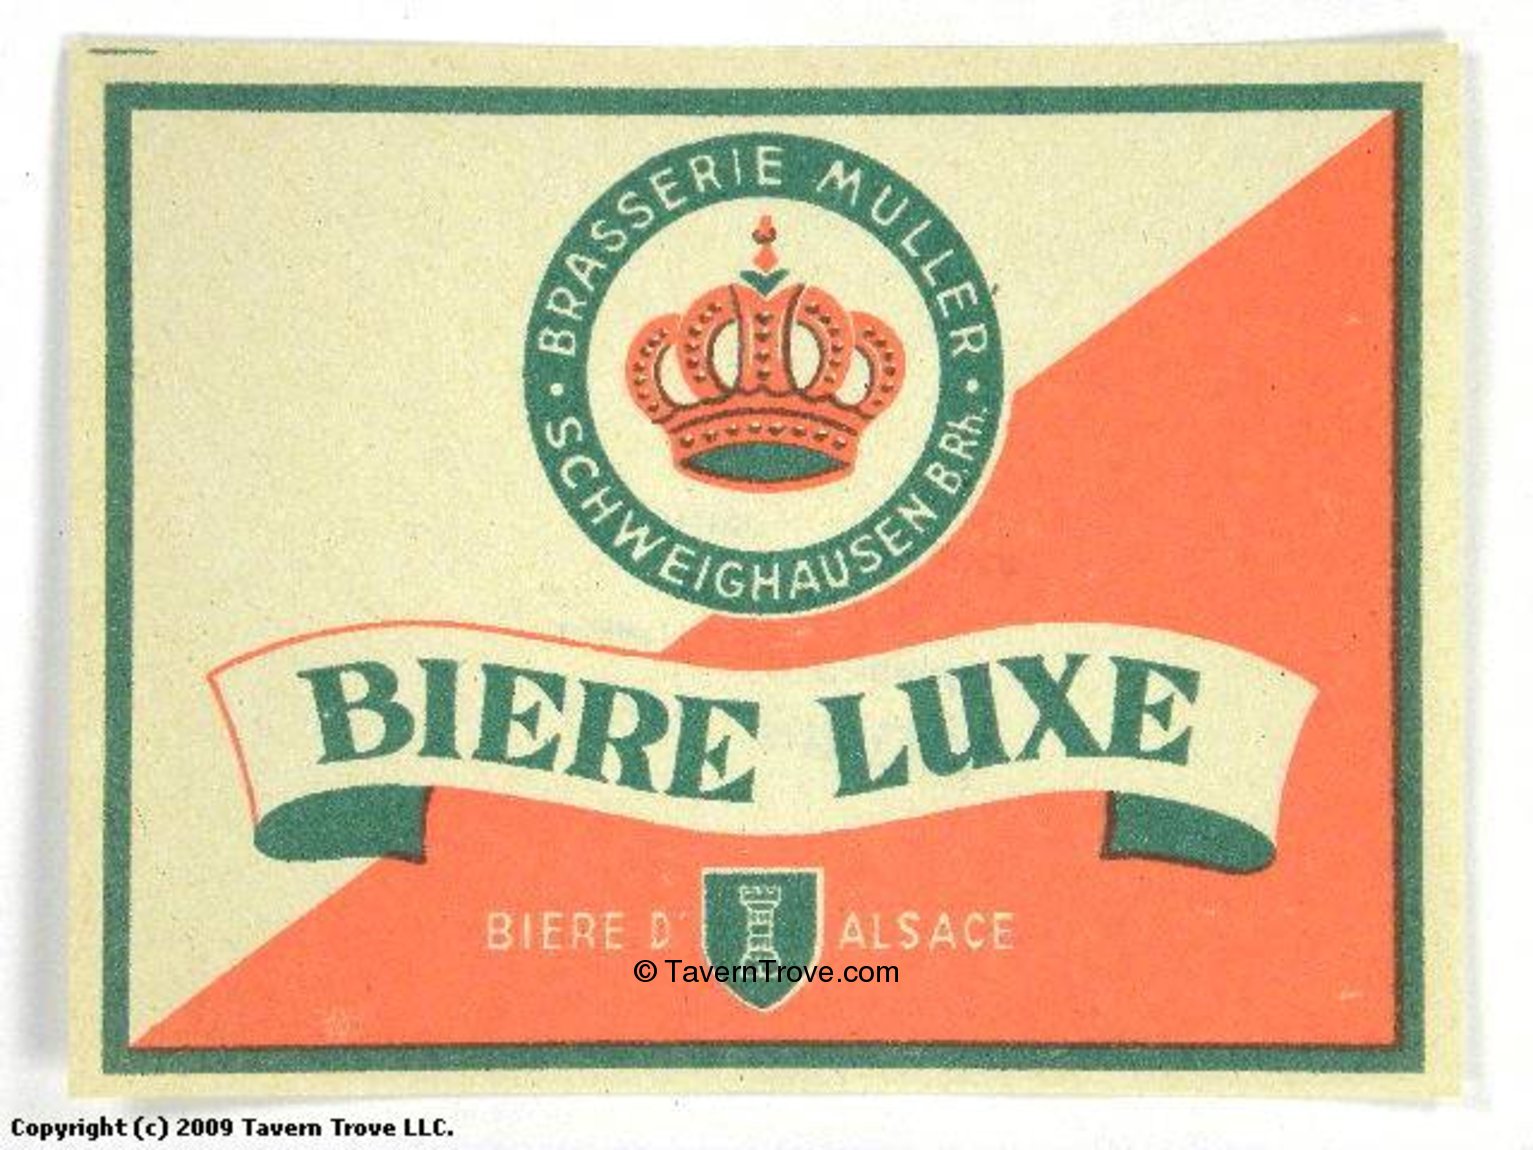 BRASSERIE MULLER
• SCHWEIGHAUSEN B.Rh. •
BIERE LUXE
BIERE D' ALSACE
© TavernTrove.com
Copyright (c) 2009 Tavern Trove LLC.